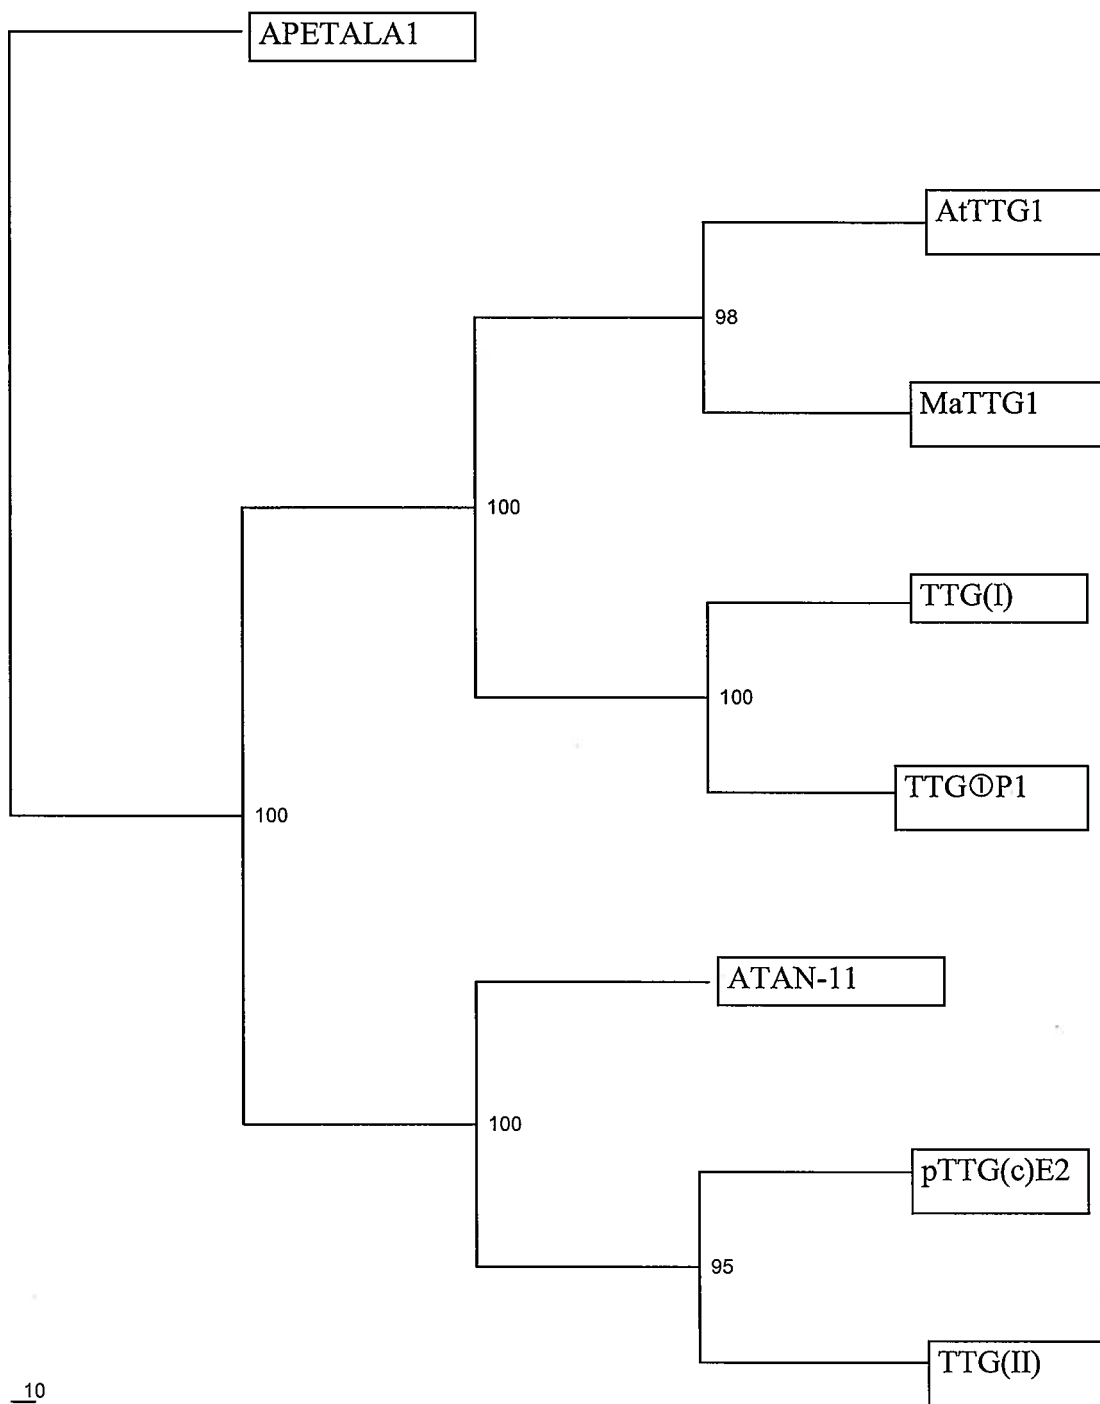 APETALA1
AtTTG1
98
MaTTG1
100
TTG(I)
100
TTG①P1
100
ATAN-11
100
pTTG(c)E2
95
TTG(II)
10